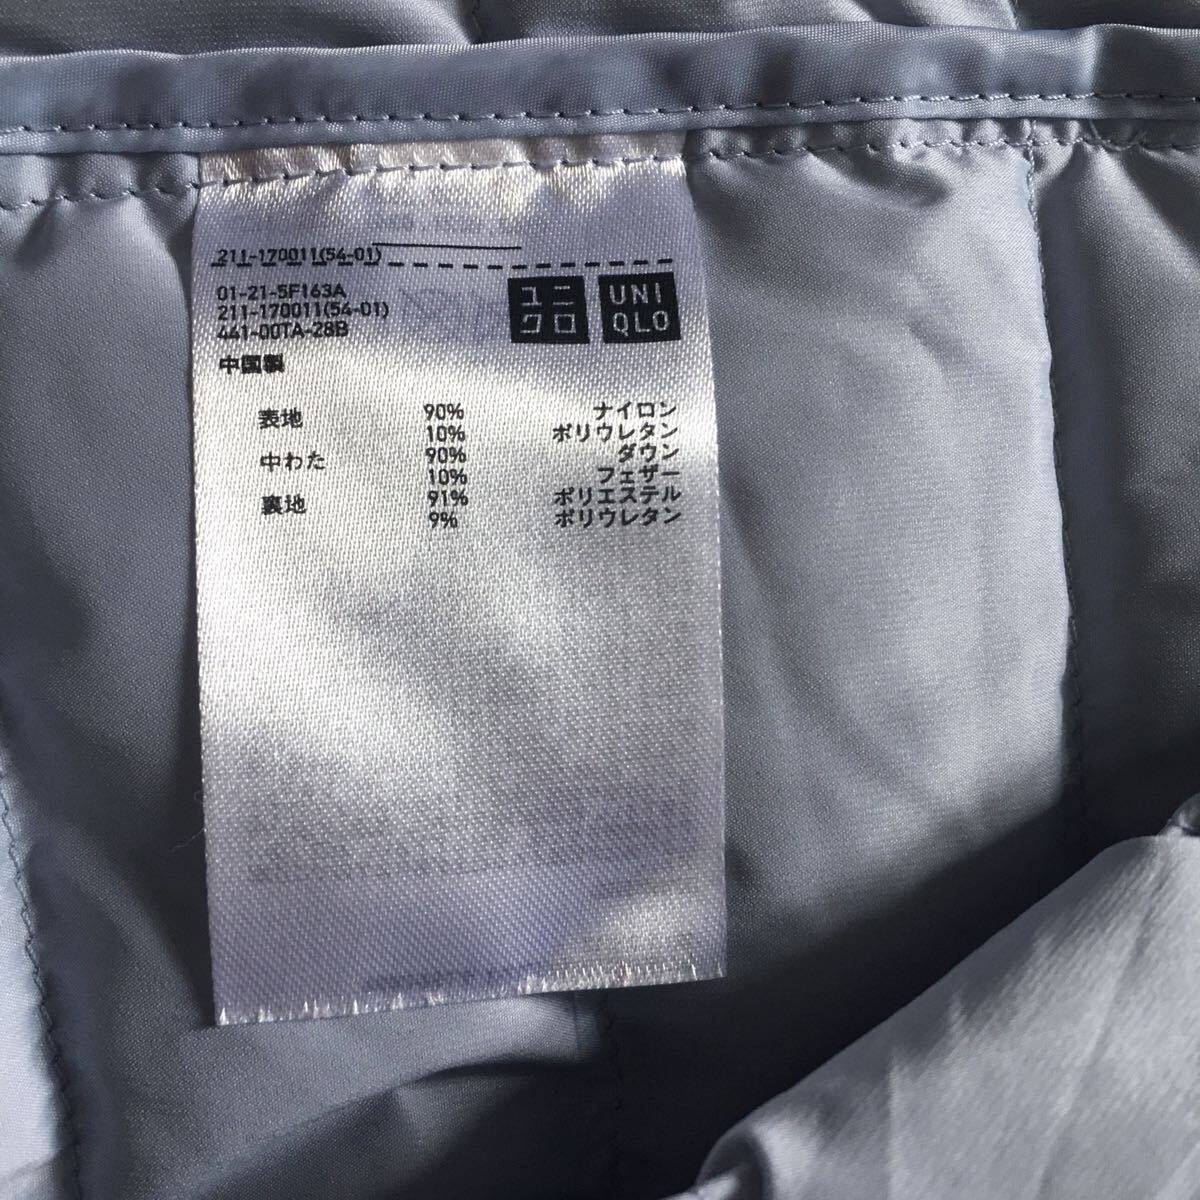 211-170011(54-01)
01-21-5F163A
211-170011(54-01)
441-00TA-28B
中国製
ユニ
クロ
UNI
QLO
表地 90% ナイロン
10% ポリウレタン
中わた 90% ダウン
10% フェザー
裏地 91% ポリエステル
9% ポリウレタン